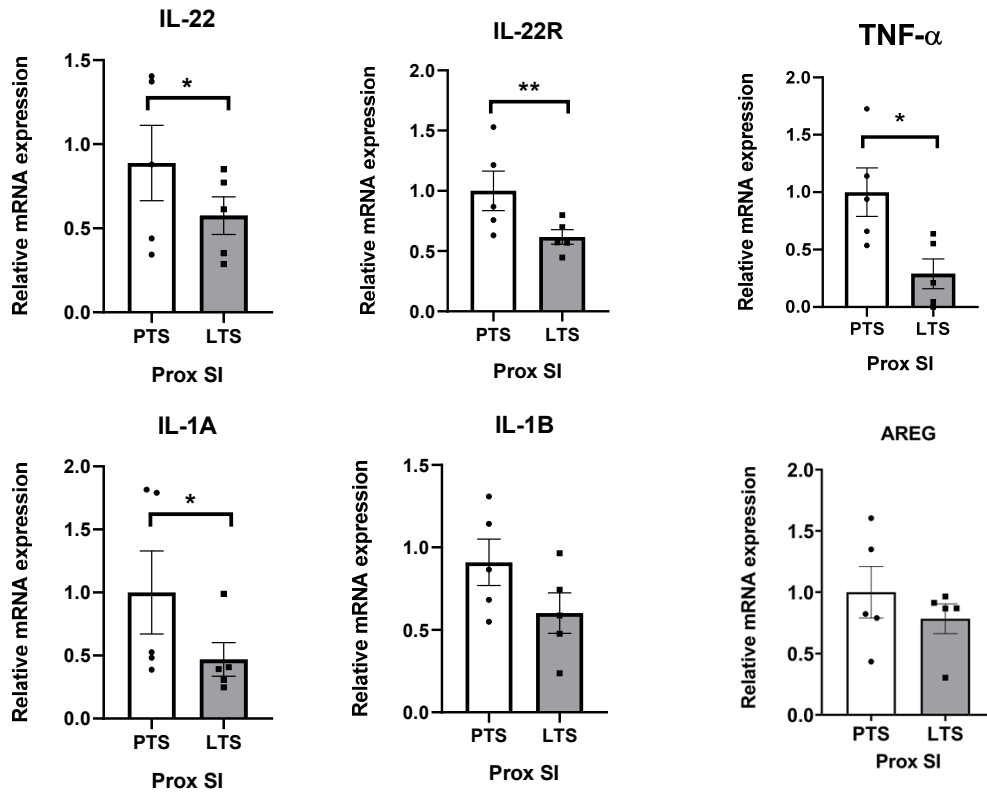 IL-22
Relative mRNA expression
1.5
1.0
0.5
0.0
*
PTS LTS
Prox SI
IL-22R
Relative mRNA expression
2.0
1.5
1.0
0.5
0.0
**
PTS LTS
Prox SI
TNF-α
Relative mRNA expression
2.0
1.5
1.0
0.5
0.0
*
PTS LTS
Prox SI
IL-1A
Relative mRNA expression
2.0
1.5
1.0
0.5
0.0
*
PTS LTS
Prox SI
IL-1B
Relative mRNA expression
1.5
1.0
0.5
0.0
PTS LTS
Prox SI
AREG
Relative mRNA expression
2.0
1.5
1.0
0.5
0.0
PTS LTS
Prox SI